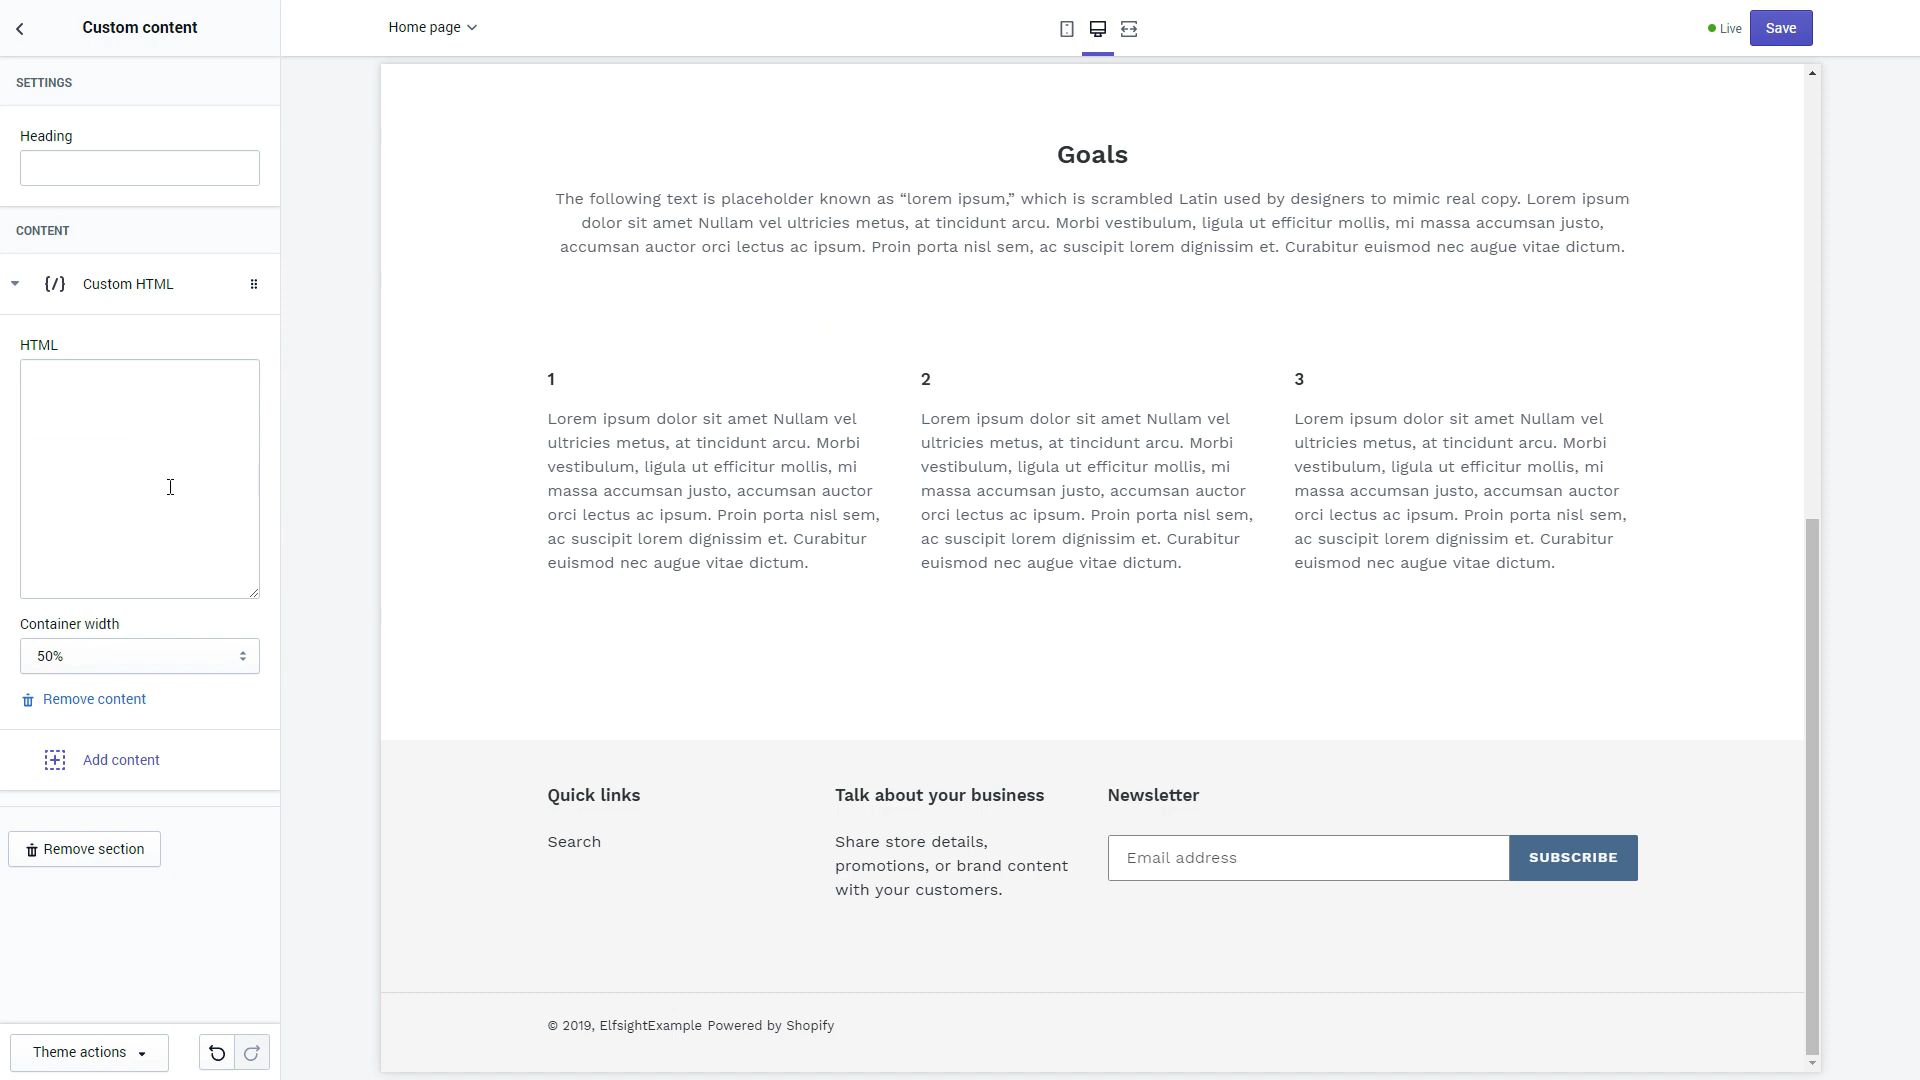 Custom content
Home page
Live
Save
SETTINGS
Heading
CONTENT
{/} Custom HTML
HTML
Container width
50%
Remove content
Add content
Remove section
Theme actions
Goals
The following text is placeholder known as “lorem ipsum,” which is scrambled Latin used by designers to mimic real copy. Lorem ipsum
dolor sit amet Nullam vel ultricies metus, at tincidunt arcu. Morbi vestibulum, ligula ut efficitur mollis, mi massa accumsan justo,
accumsan auctor orci lectus ac ipsum. Proin porta nisl sem, ac suscipit lorem dignissim et. Curabitur euismod nec augue vitae dictum.
1
Lorem ipsum dolor sit amet Nullam vel
ultricies metus, at tincidunt arcu. Morbi
vestibulum, ligula ut efficitur mollis, mi
massa accumsan justo, accumsan auctor
orci lectus ac ipsum. Proin porta nisl sem,
ac suscipit lorem dignissim et. Curabitur
euismod nec augue vitae dictum.
2
Lorem ipsum dolor sit amet Nullam vel
ultricies metus, at tincidunt arcu. Morbi
vestibulum, ligula ut efficitur mollis, mi
massa accumsan justo, accumsan auctor
orci lectus ac ipsum. Proin porta nisl sem,
ac suscipit lorem dignissim et. Curabitur
euismod nec augue vitae dictum.
3
Lorem ipsum dolor sit amet Nullam vel
ultricies metus, at tincidunt arcu. Morbi
vestibulum, ligula ut efficitur mollis, mi
massa accumsan justo, accumsan auctor
orci lectus ac ipsum. Proin porta nisl sem,
ac suscipit lorem dignissim et. Curabitur
euismod nec augue vitae dictum.
Quick links
Search
Talk about your business
Share store details,
promotions, or brand content
with your customers.
Newsletter
Email address
SUBSCRIBE
© 2019, ElfsightExample Powered by Shopify